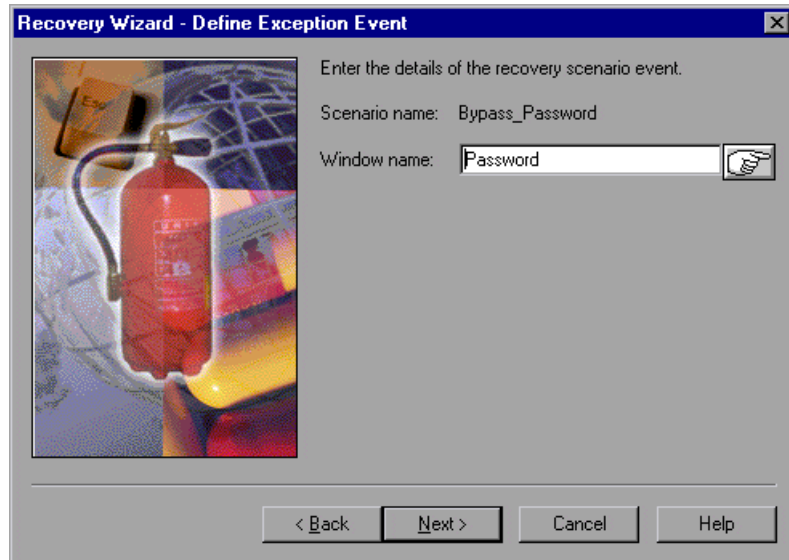 Recovery Wizard - Define Exception Event
Enter the details of the recovery scenario event.
Scenario name: Bypass_Password
Window name: Password
Esc
< Back Next > Cancel Help